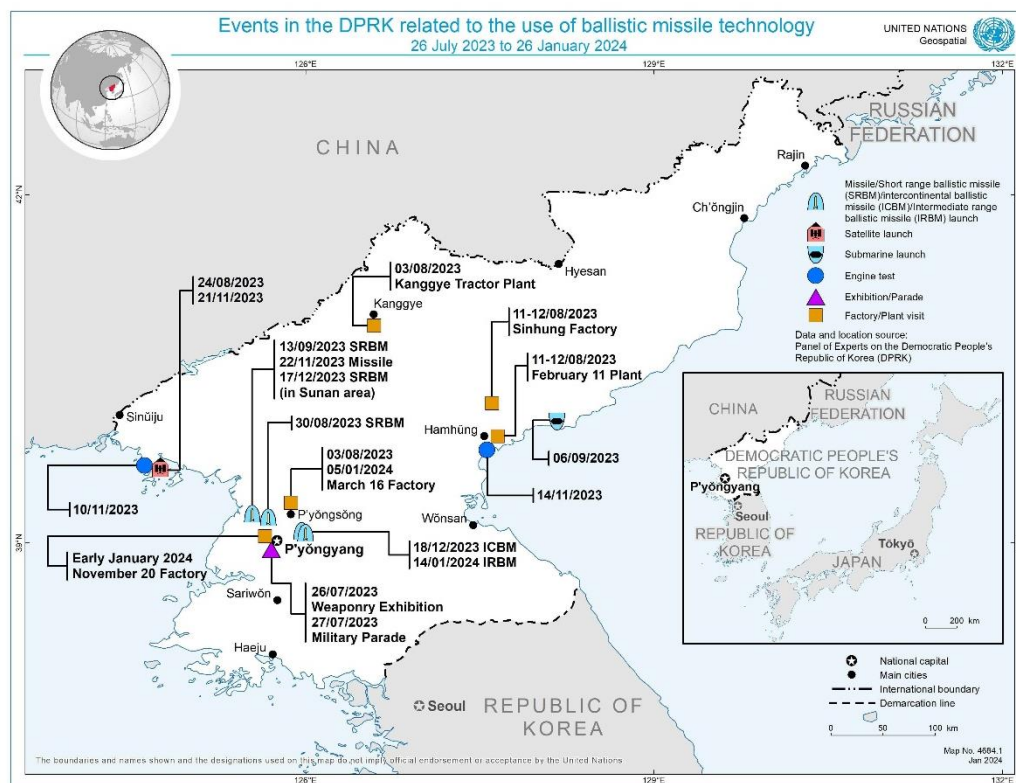 Events in the DPRK related to the use of ballistic missile technology
26 July 2023 to 26 January 2024
UNITED NATIONS
Geospatial
126°E
129°E
132°E
CHINA
RUSSIAN
FEDERATION
Rajin
42°N
Ch'ŏngjin
Missile/Short range ballistic missile
(SRBM)/intercontinental ballistic
missile (ICBM)/Intermediate range
ballistic missile (IRBM) launch
Satellite launch
Submarine launch
Engine test
Exhibition/Parade
Factory/Plant visit
Data and location source:
Panel of Experts on the Democratic People's
Republic of Korea (DPRK)
Hyesan
03/08/2023
Kanggye Tractor Plant
Kanggye
24/08/2023
21/11/2023
11-12/08/2023
Sinhung Factory
13/09/2023 SRBM
22/11/2023 Missile
17/12/2023 SRBM
(in Sunan area)
11-12/08/2023
February 11 Plant
Sinŭiju
30/08/2023 SRBM
Hamhŭng
03/08/2023
05/01/2024
March 16 Factory
06/09/2023
14/11/2023
10/11/2023
P'yŏngsŏng
Wŏnsan
39°N
P'yŏngyang
18/12/2023 ICBM
14/01/2024 IRBM
Early January 2024
November 20 Factory
Sariwŏn
26/07/2023
Weaponry Exhibition
27/07/2023
Military Parade
Haeju
Seoul
REPUBLIC OF
KOREA
CHINA
RUSSIAN
FEDERATION
DEMOCRATIC PEOPLE'S
REPUBLIC OF KOREA
P'yŏngyang
Seoul
REPUBLIC OF
KOREA
Tōkyō
JAPAN
0 200 km
National capital
Main cities
International boundary
Demarcation line
0 50 100 km
Map No. 4684.1
Jan 2024
The boundaries and names shown and the designations used on this map do not imply official endorsement or acceptance by the United Nations
126°E
129°E
132°E
42°N
39°N